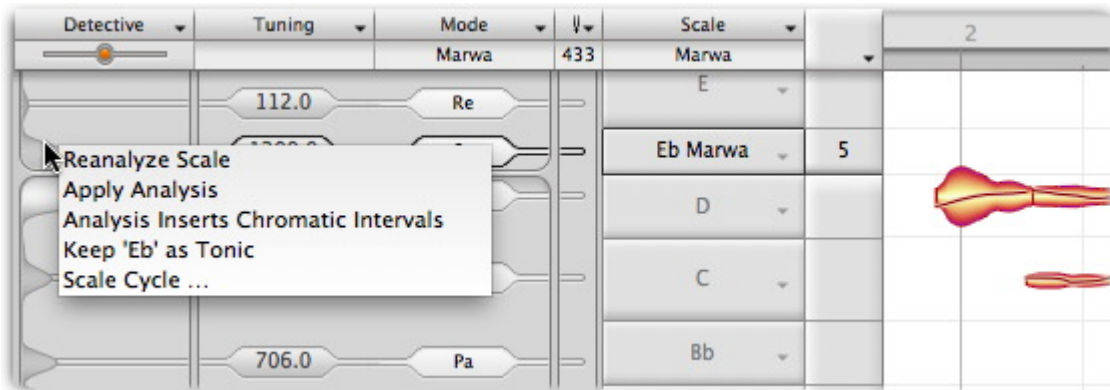 Detective Tuning Mode Scale 2
Marwa 433 Marwa
112.0 Re E
Eb Marwa 5
Reanalyze Scale
Apply Analysis D
Analysis Inserts Chromatic Intervals
Keep 'Eb' as Tonic
Scale Cycle ... C
706.0 Pa Bb